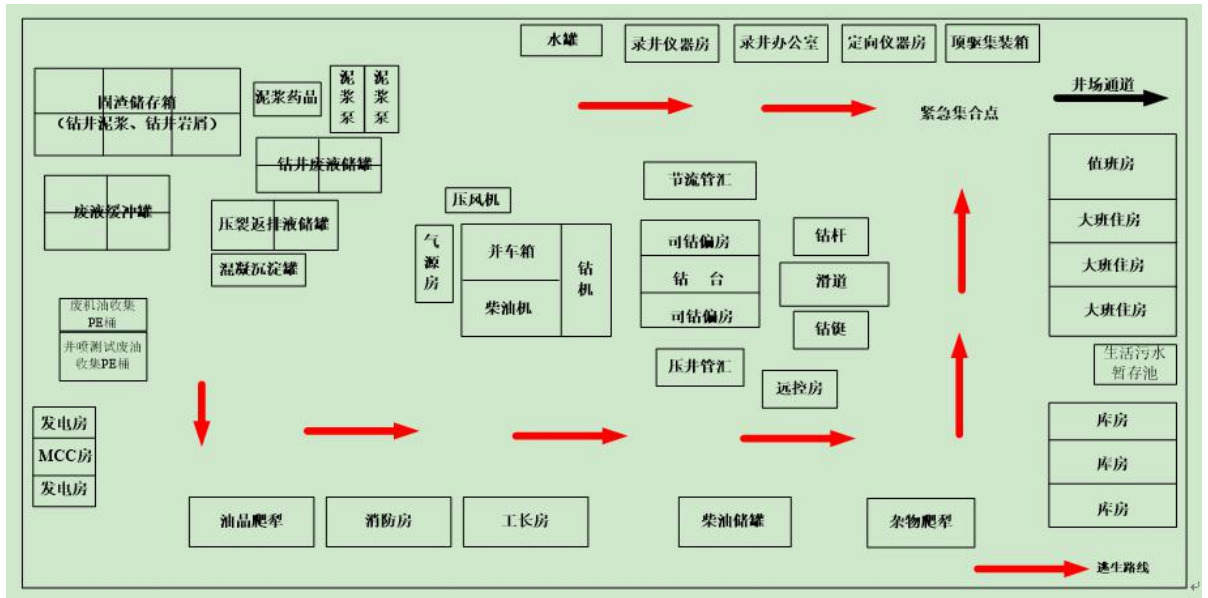 水罐
录井仪器房
录井办公室
定向仪器房
顶驱集装箱
井场通道
紧急集合点
固渣储存箱
（钻井泥浆、钻井岩屑）
泥浆药品
泥浆泵
泥浆泵
钻井废液储罐
废液缓冲罐
压裂返排液储罐
混凝沉淀罐
压风机
气源房
并车箱
柴油机
钻机
节流管汇
司钻偏房
钻 台
司钻偏房
压井管汇
钻杆
滑道
钻铤
远控房
值班房
大班住房
大班住房
大班住房
生活污水
暂存池
废机油收集
PE桶
井喷测试废油
收集PE桶
发电房
MCC房
发电房
库房
库房
库房
油品爬犁
消防房
工长房
柴油储罐
杂物爬犁
逃生路线